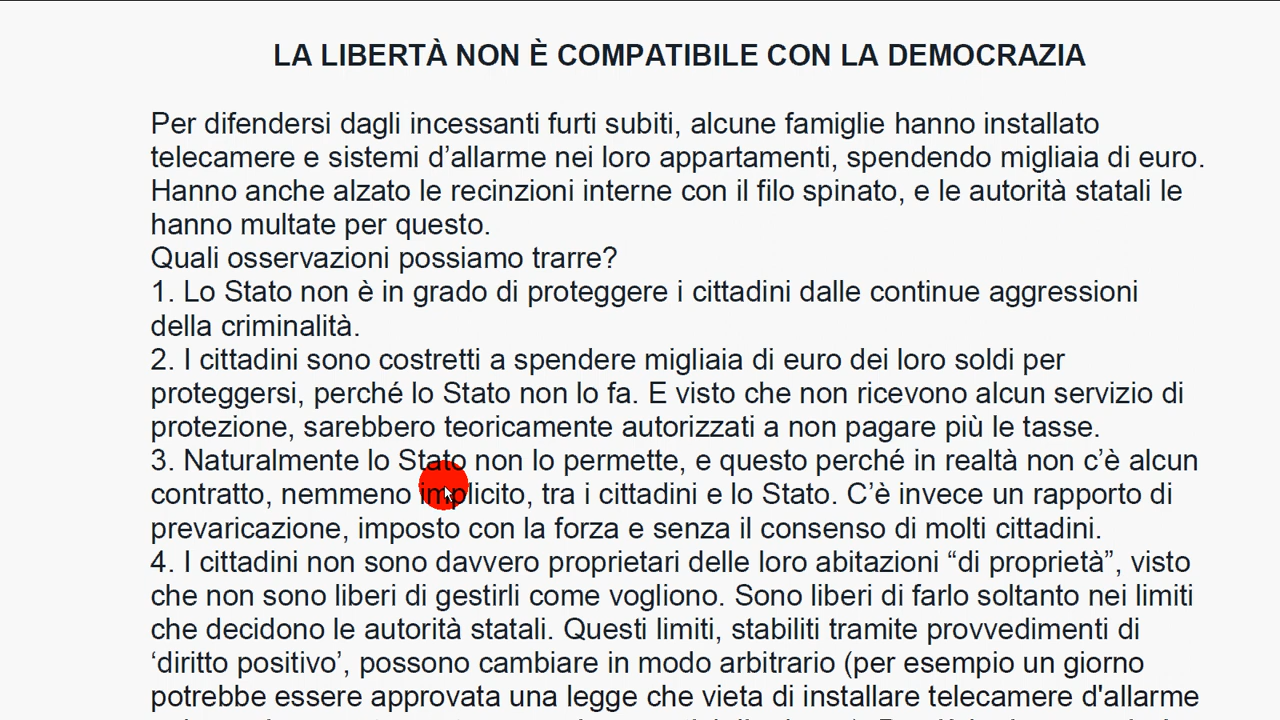 LA LIBERTÀ NON È COMPATIBILE CON LA DEMOCRAZIA
Per difendersi dagli incessanti furti subiti, alcune famiglie hanno installato
telecamere e sistemi d’allarme nei loro appartamenti, spendendo migliaia di euro.
Hanno anche alzato le recinzioni interne con il filo spinato, e le autorità statali le
hanno multate per questo.
Quali osservazioni possiamo trarre?
1. Lo Stato non è in grado di proteggere i cittadini dalle continue aggressioni
della criminalità.
2. I cittadini sono costretti a spendere migliaia di euro dei loro soldi per
proteggersi, perché lo Stato non lo fa. E visto che non ricevono alcun servizio di
protezione, sarebbero teoricamente autorizzati a non pagare più le tasse.
3. Naturalmente lo Stato non lo permette, e questo perché in realtà non c’è alcun
contratto, nemmeno implicito, tra i cittadini e lo Stato. C’è invece un rapporto di
prevaricazione, imposto con la forza e senza il consenso di molti cittadini.
4. I cittadini non sono davvero proprietari delle loro abitazioni “di proprietà”, visto
che non sono liberi di gestirli come vogliono. Sono liberi di farlo soltanto nei limiti
che decidono le autorità statali. Questi limiti, stabiliti tramite provvedimenti di
‘diritto positivo’, possono cambiare in modo arbitrario (per esempio un giorno
potrebbe essere approvata una legge che vieta di installare telecamere d'allarme